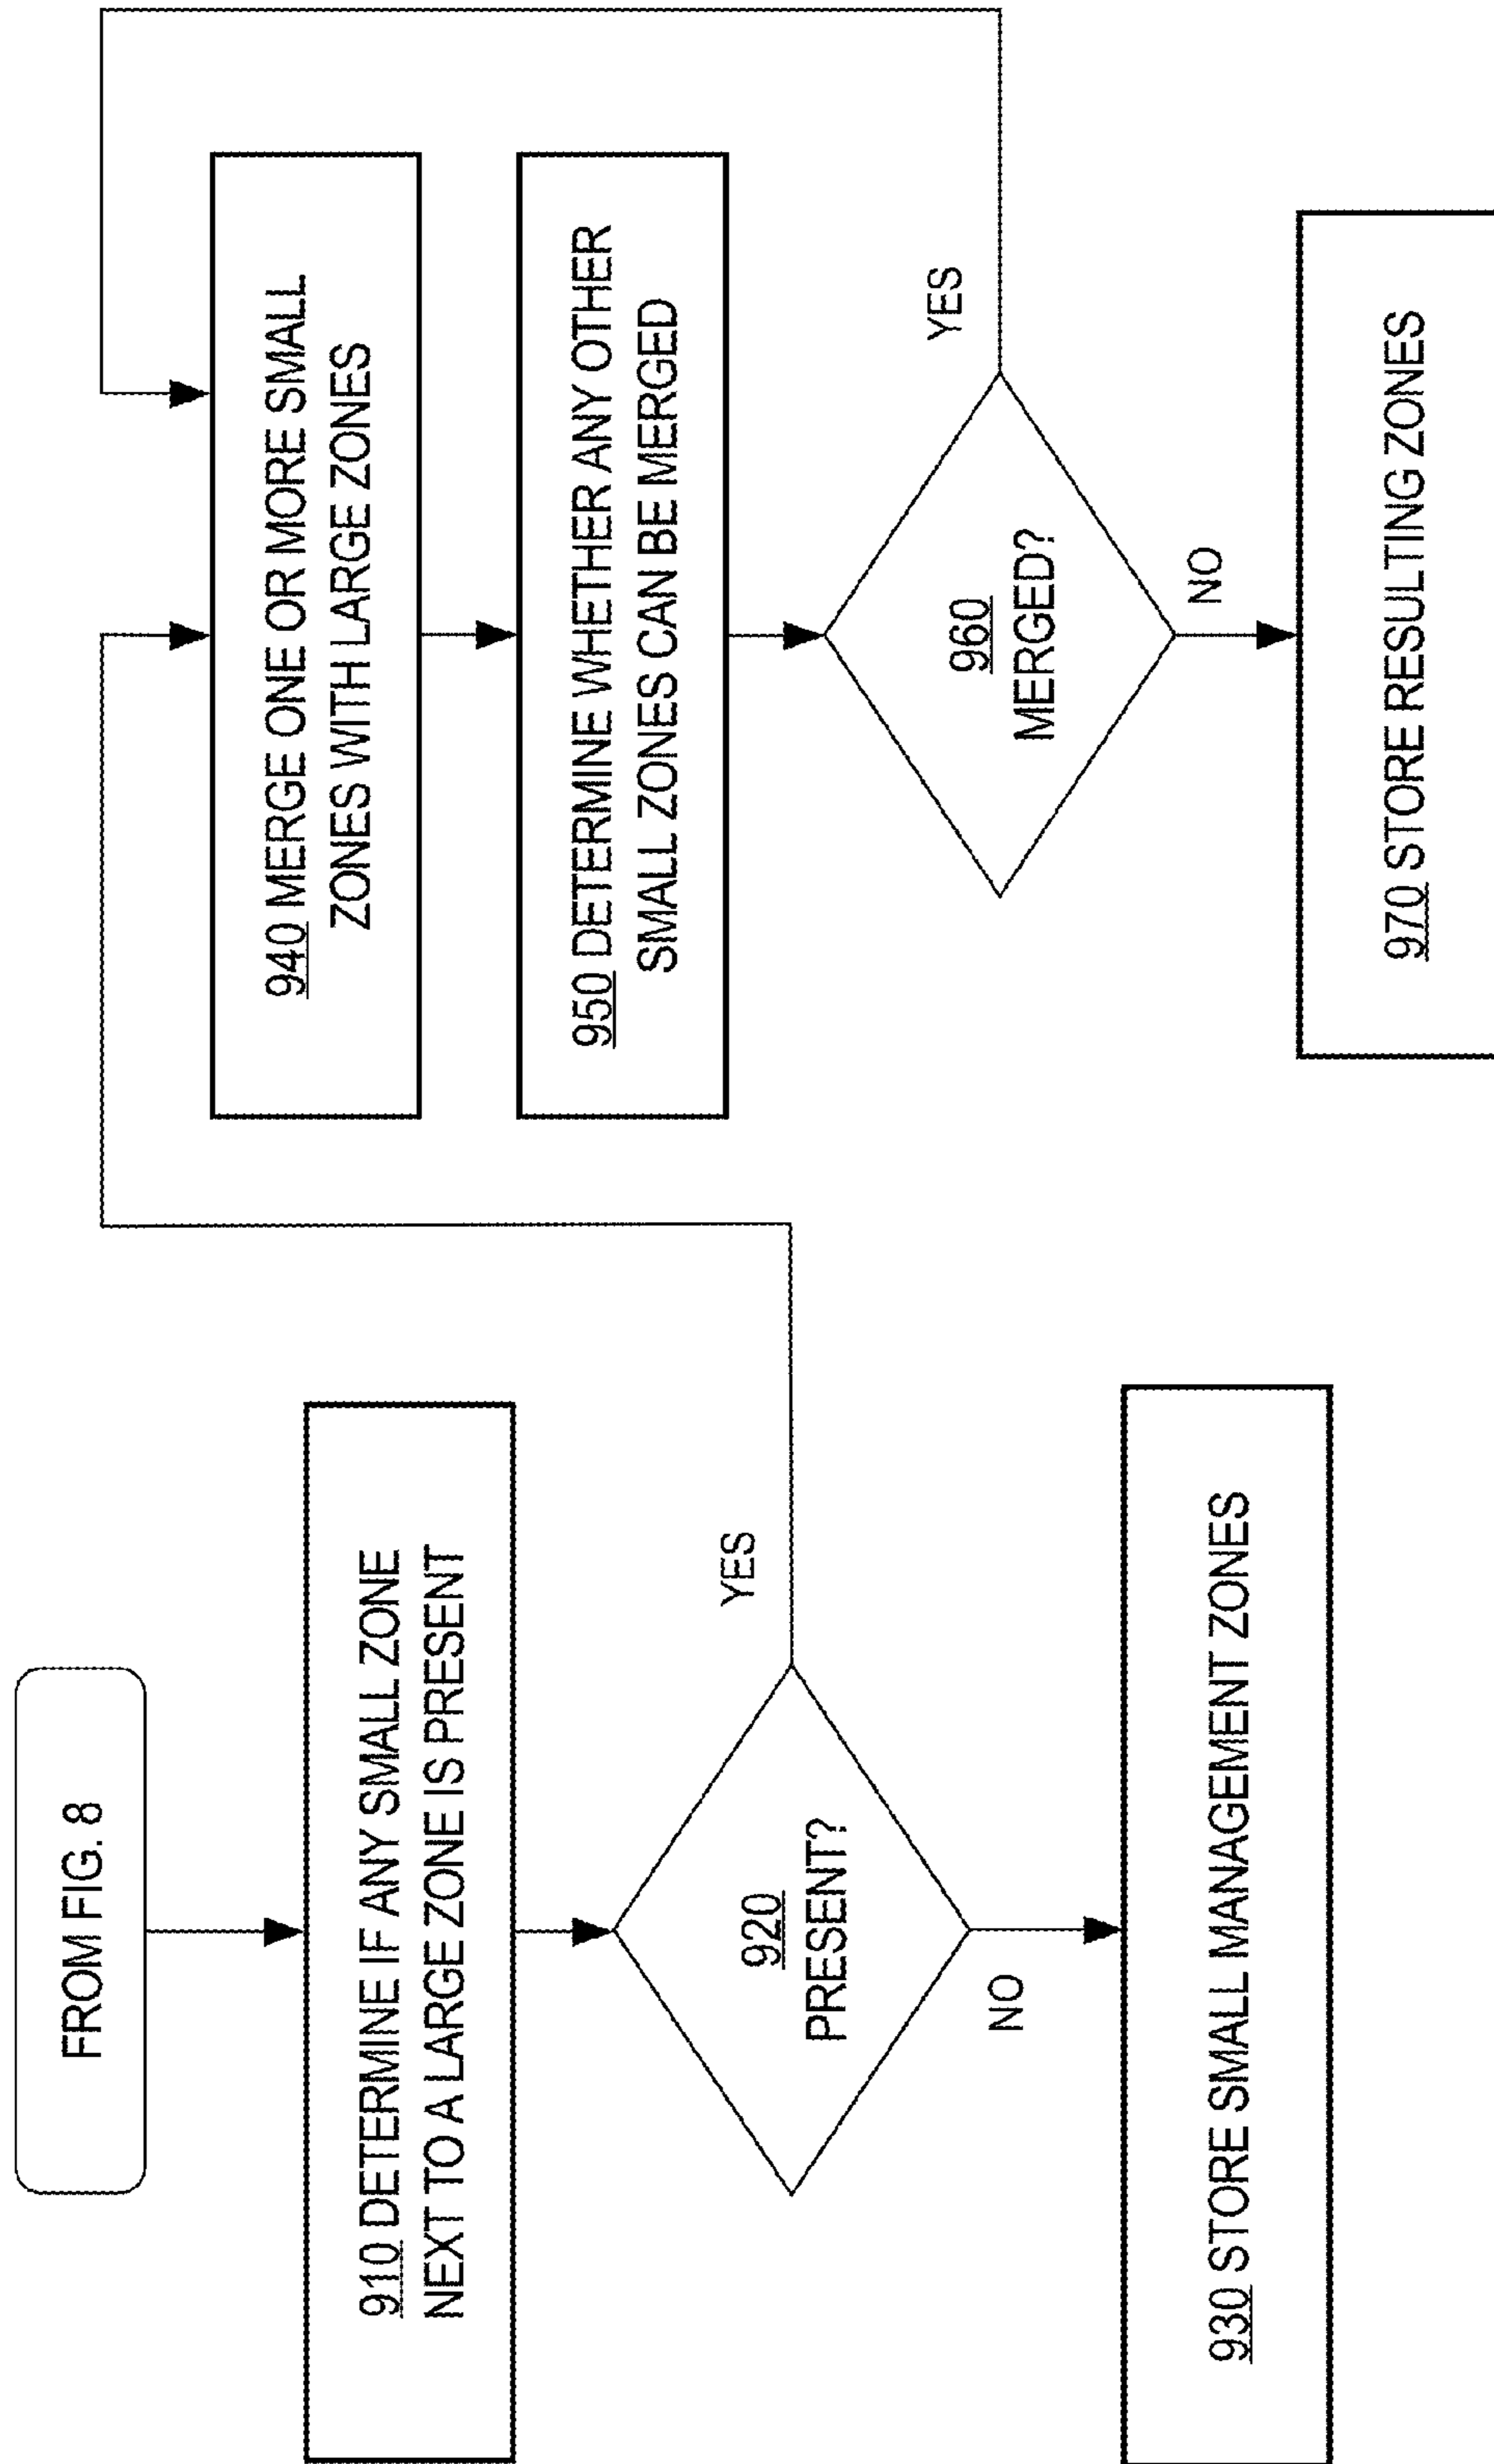 FROM FIG. 8
910 DETERMINE IF ANY SMALL ZONE
NEXT TO A LARGE ZONE IS PRESENT
920
PRESENT?
YES
NO
930 STORE SMALL MANAGEMENT ZONES
940 MERGE ONE OR MORE SMALL
ZONES WITH LARGE ZONES
950 DETERMINE WHETHER ANY OTHER
SMALL ZONES CAN BE MERGED
960
MERGED?
YES
NO
970 STORE RESULTING ZONES